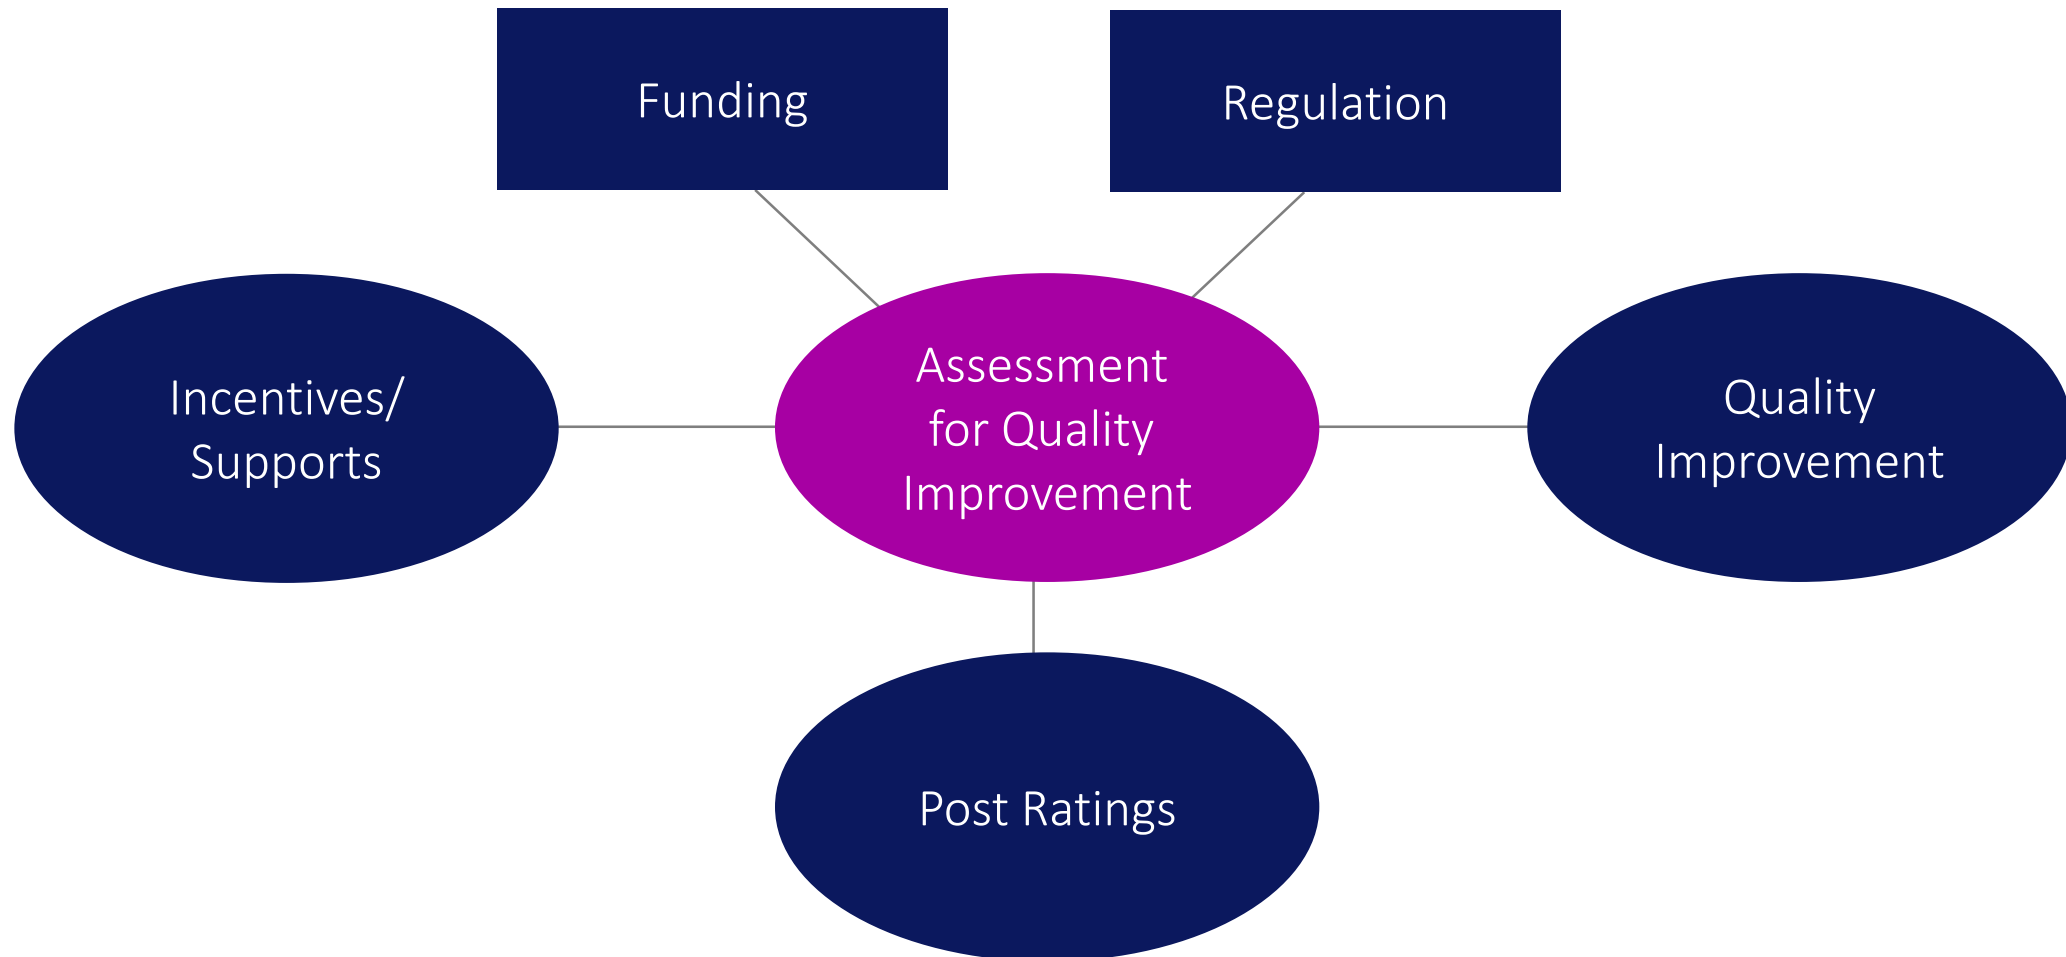 Funding
Regulation
Incentives/
Supports
Assessment
for Quality
Improvement
Quality
Improvement
Post Ratings